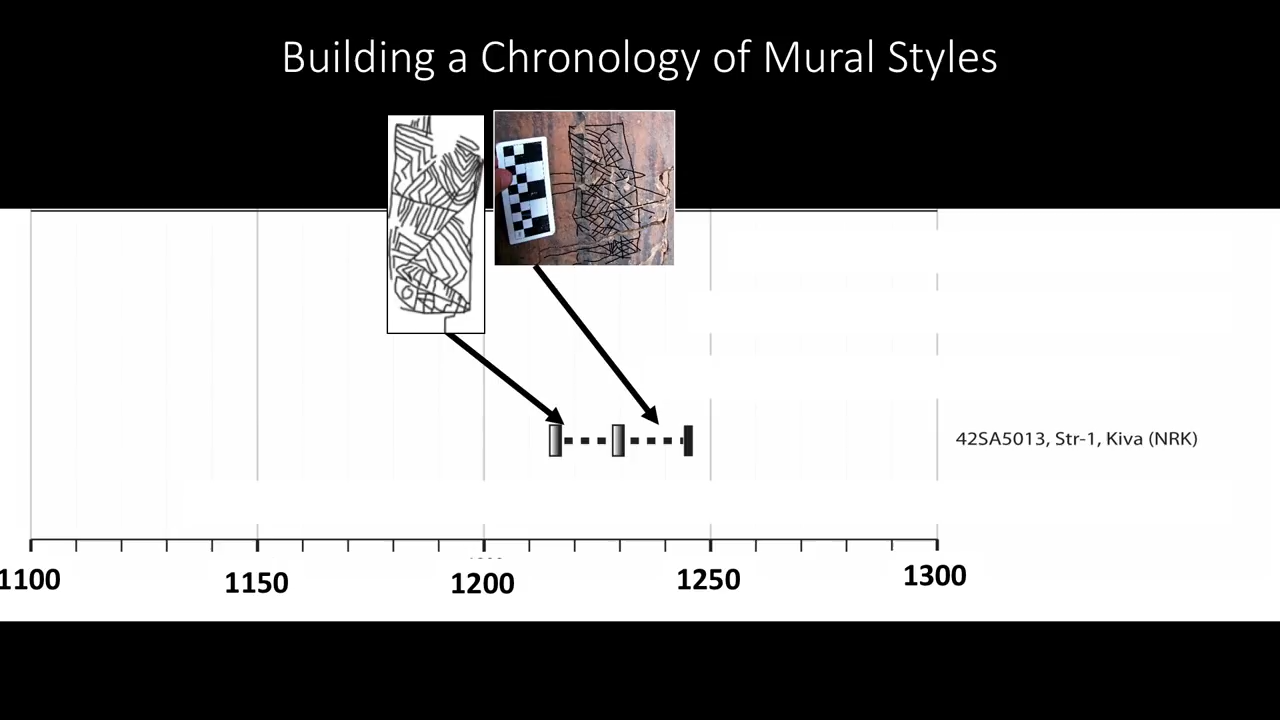 Building a Chronology of Mural Styles
42SA5013, Str-1, Kiva (NRK)
1100 1150 1200 1250 1300